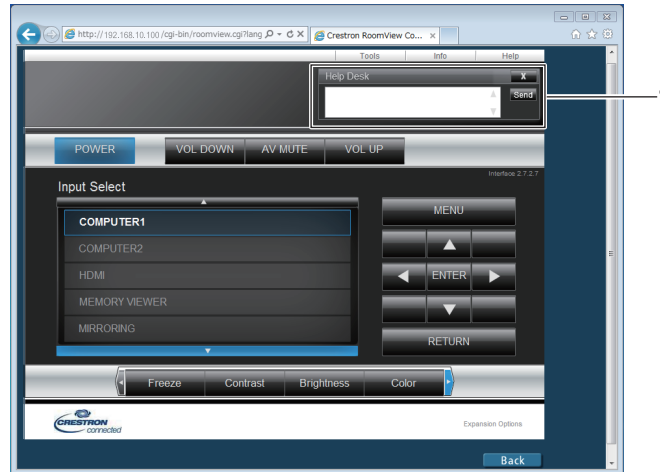 http://192.168.10.100/cgi-bin/roomview.cgi?lang
Crestron RoomView Co...
Tools Info Help
Help Desk X
Send
POWER VOL DOWN AV MUTE VOL UP
Interface 2.7.2.7
Input Select
COMPUTER1
COMPUTER2
HDMI
MEMORY VIEWER
MIRRORING
MENU
ENTER
RETURN
Freeze Contrast Brightness Color
CRESTRON
connected
Expansion Options
Back